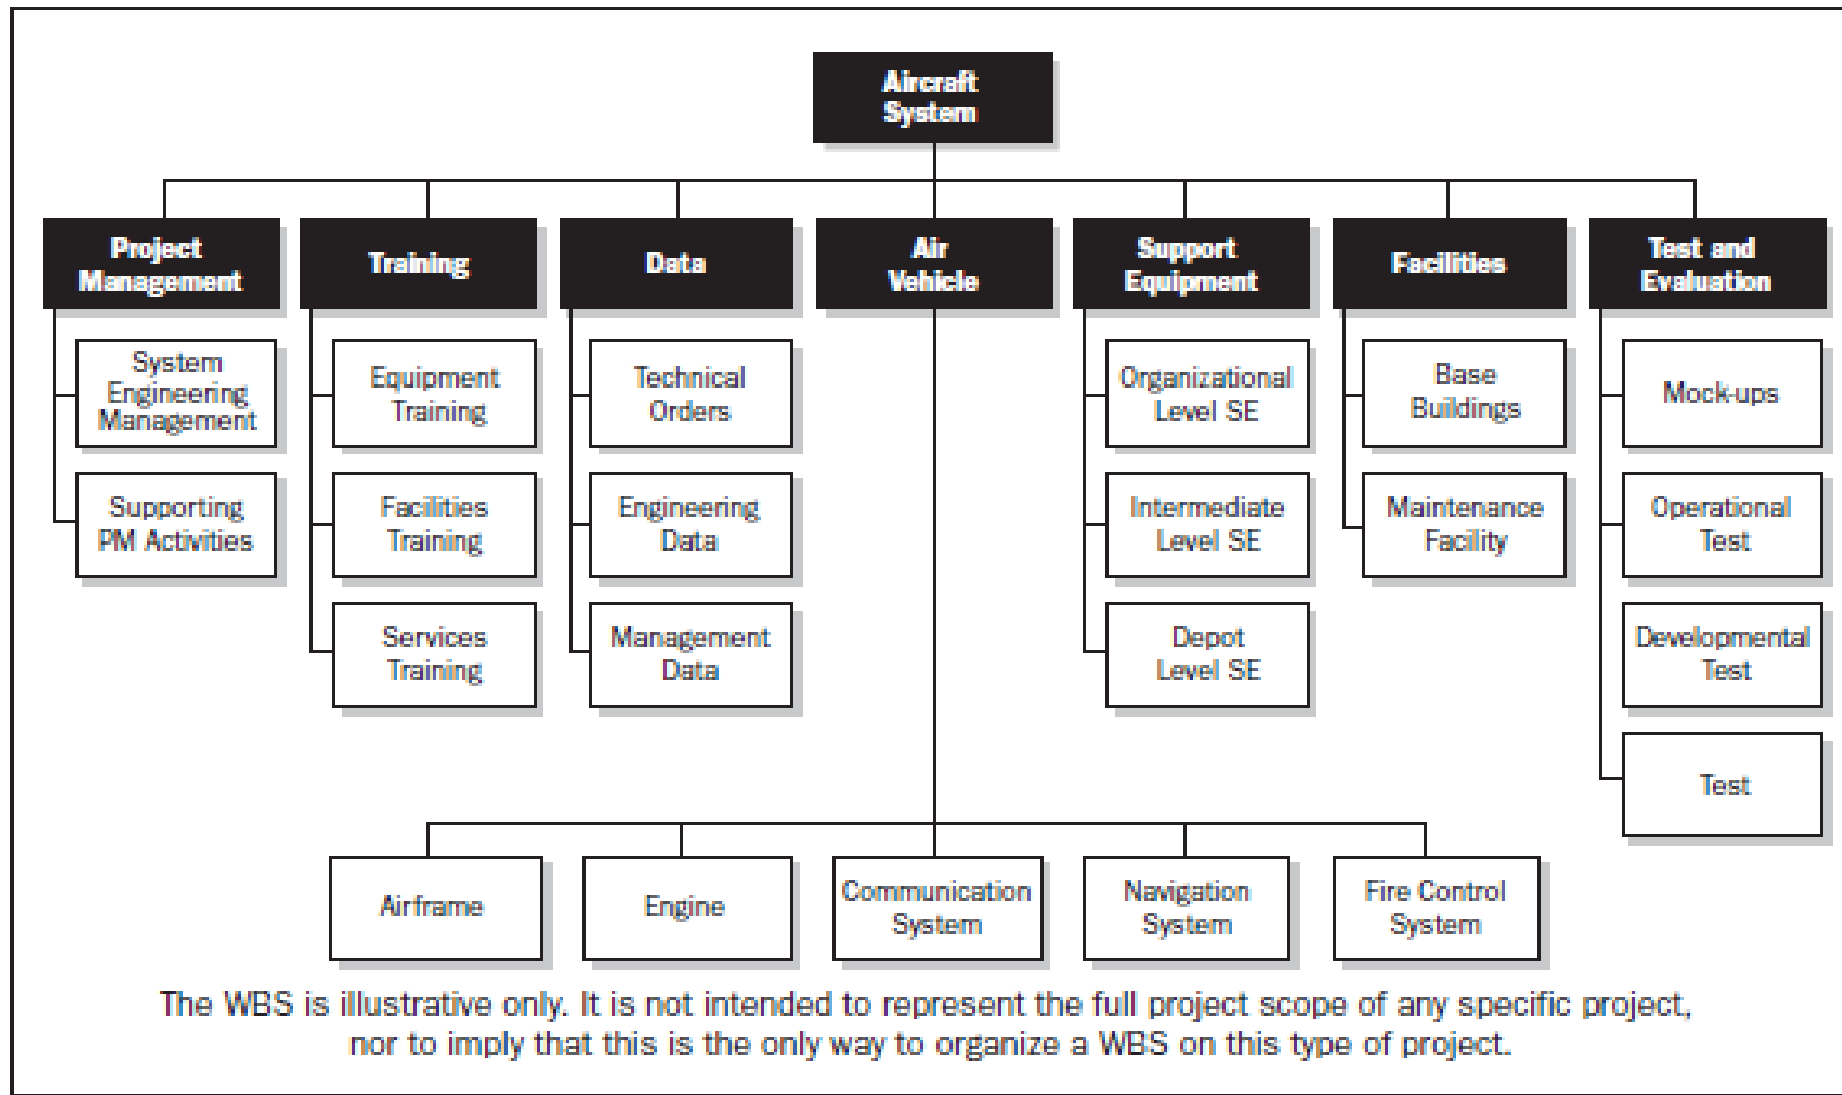 Aircraft
System
Project
Management
Training
Data
Air
Vehicle
Support
Equipment
Facilities
Test and
Evaluation
System
Engineering
Management
Supporting
PM Activities
Equipment
Training
Facilities
Training
Services
Training
Technical
Orders
Engineering
Data
Management
Data
Organizational
Level SE
Intermediate
Level SE
Depot
Level SE
Base
Buildings
Maintenance
Facility
Mock-ups
Operational
Test
Developmental
Test
Test
Airframe
Engine
Communication
System
Navigation
System
Fire Control
System
The WBS is illustrative only. It is not intended to represent the full project scope of any specific project,
nor to imply that this is the only way to organize a WBS on this type of project.